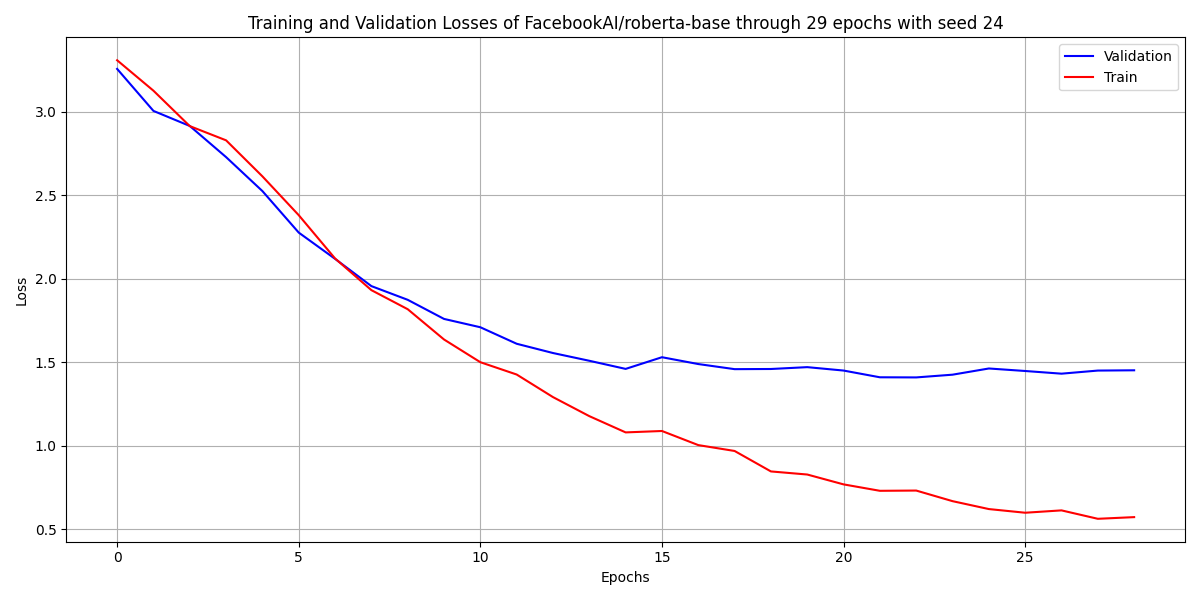 Training and Validation Losses of FacebookAI/roberta-base through 29 epochs with seed 24
Validation
Train
3.0
2.5
2.0
1.5
1.0
0.5
Loss
0 5 10 15 20 25
Epochs